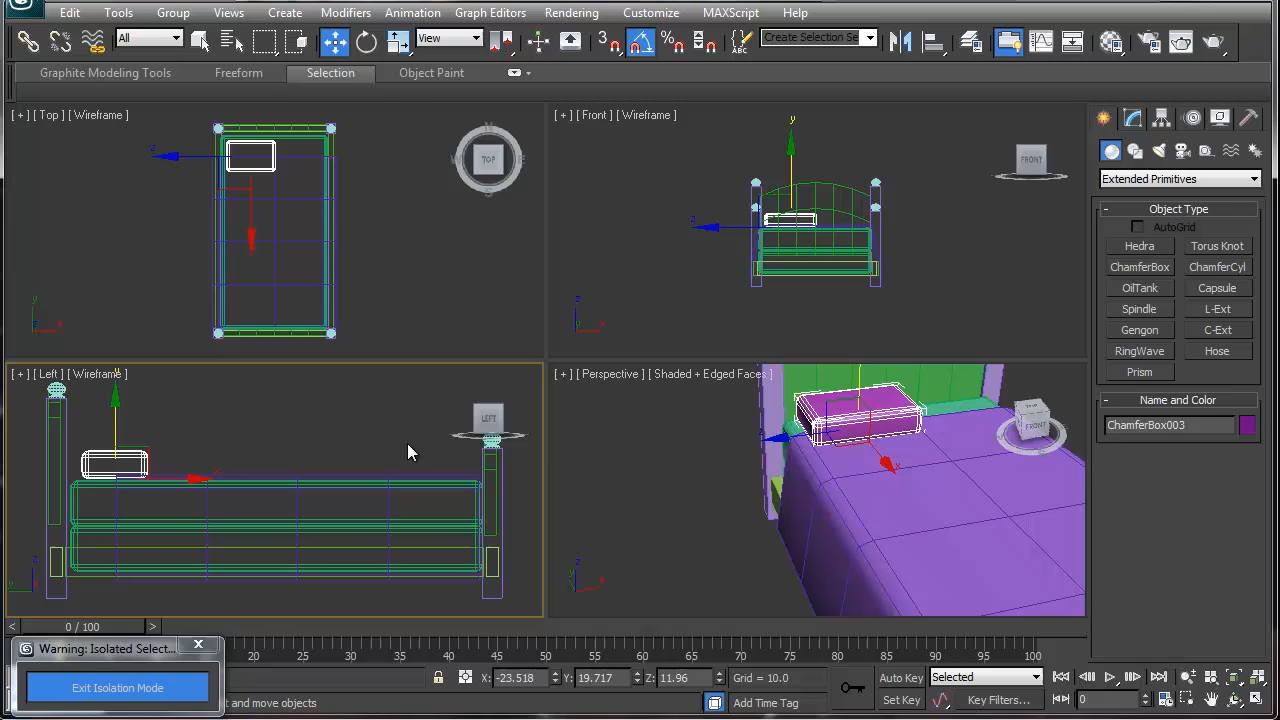 Edit Tools Group Views Create Modifiers Animation Graph Editors Rendering Customize MAXScript Help
All View 3 Create Selection Se
Graphite Modeling Tools Freeform Selection Object Paint
[ + ] [ Top ] [ Wireframe ] [ + ] [ Front ] [ Wireframe ]
TOP FRONT
z y z
y x z x
Extended Primitives
- Object Type
AutoGrid
Hedra Torus Knot
ChamferBox ChamferCyl
OilTank Capsule
Spindle L-Ext
Gengon C-Ext
RingWave Hose
Prism
- Name and Color
ChamferBox003
[ + ] [ Left ] [ Wireframe ] [ + ] [ Perspective ] [ Shaded + Edged Faces ]
LEFT TOP FRONT
x x
z y z x
< 0 / 100 >
20 25 30 35 40 45 50 55 60 65 70 75 80 85 90 95 100
Warning: Isolated Select... X
Exit Isolation Mode
X: -23.518 Y: 19.717 Z: 11.96 Grid = 10.0 Auto Key Selected
and move objects Add Time Tag Set Key Key Filters... 0